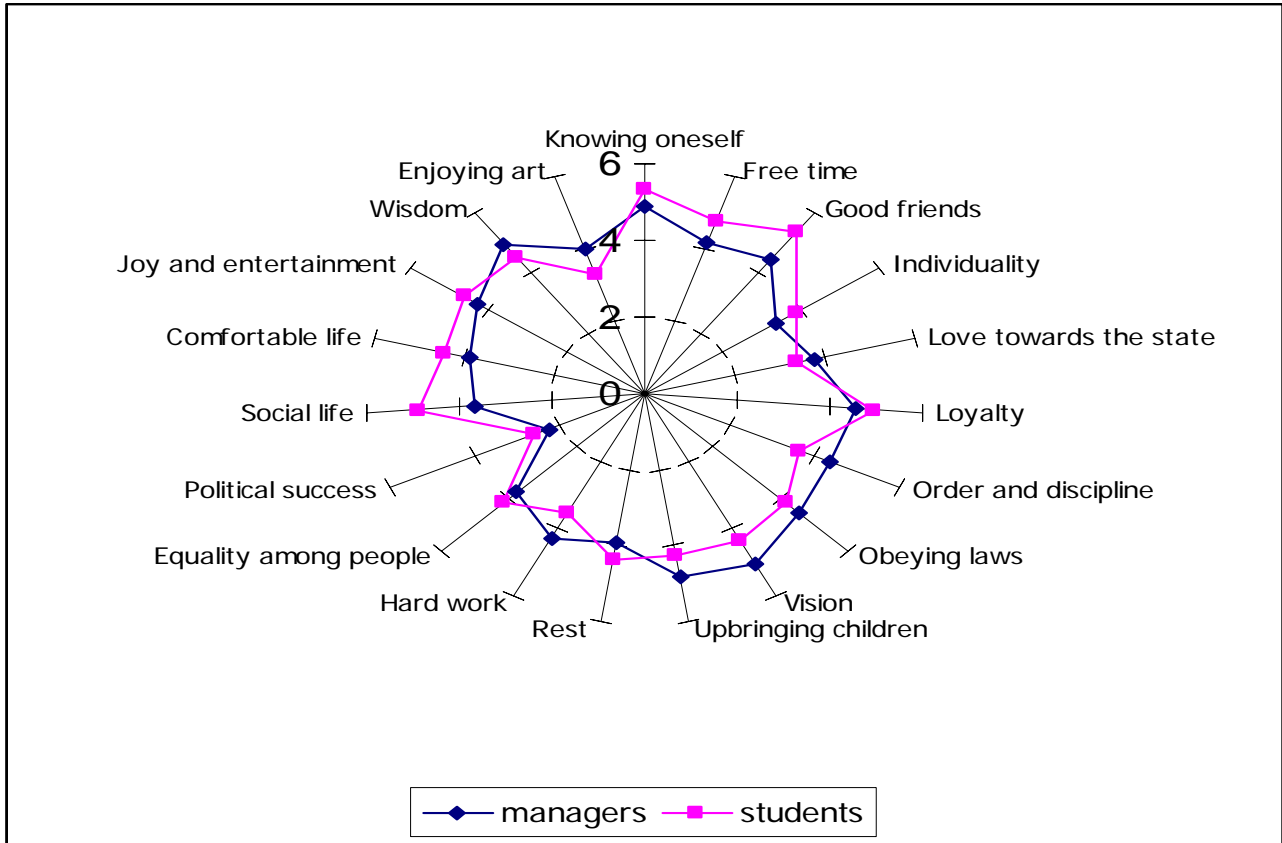 Knowing oneself
6
Enjoying art
Free time
Wisdom
Good friends
4
Joy and entertainment
Individuality
2
Comfortable life
Love towards the state
0
Social life
Loyalty
Political success
Order and discipline
Equality among people
Obeying laws
Hard work
Vision
Rest
Upbringing children
managers
students